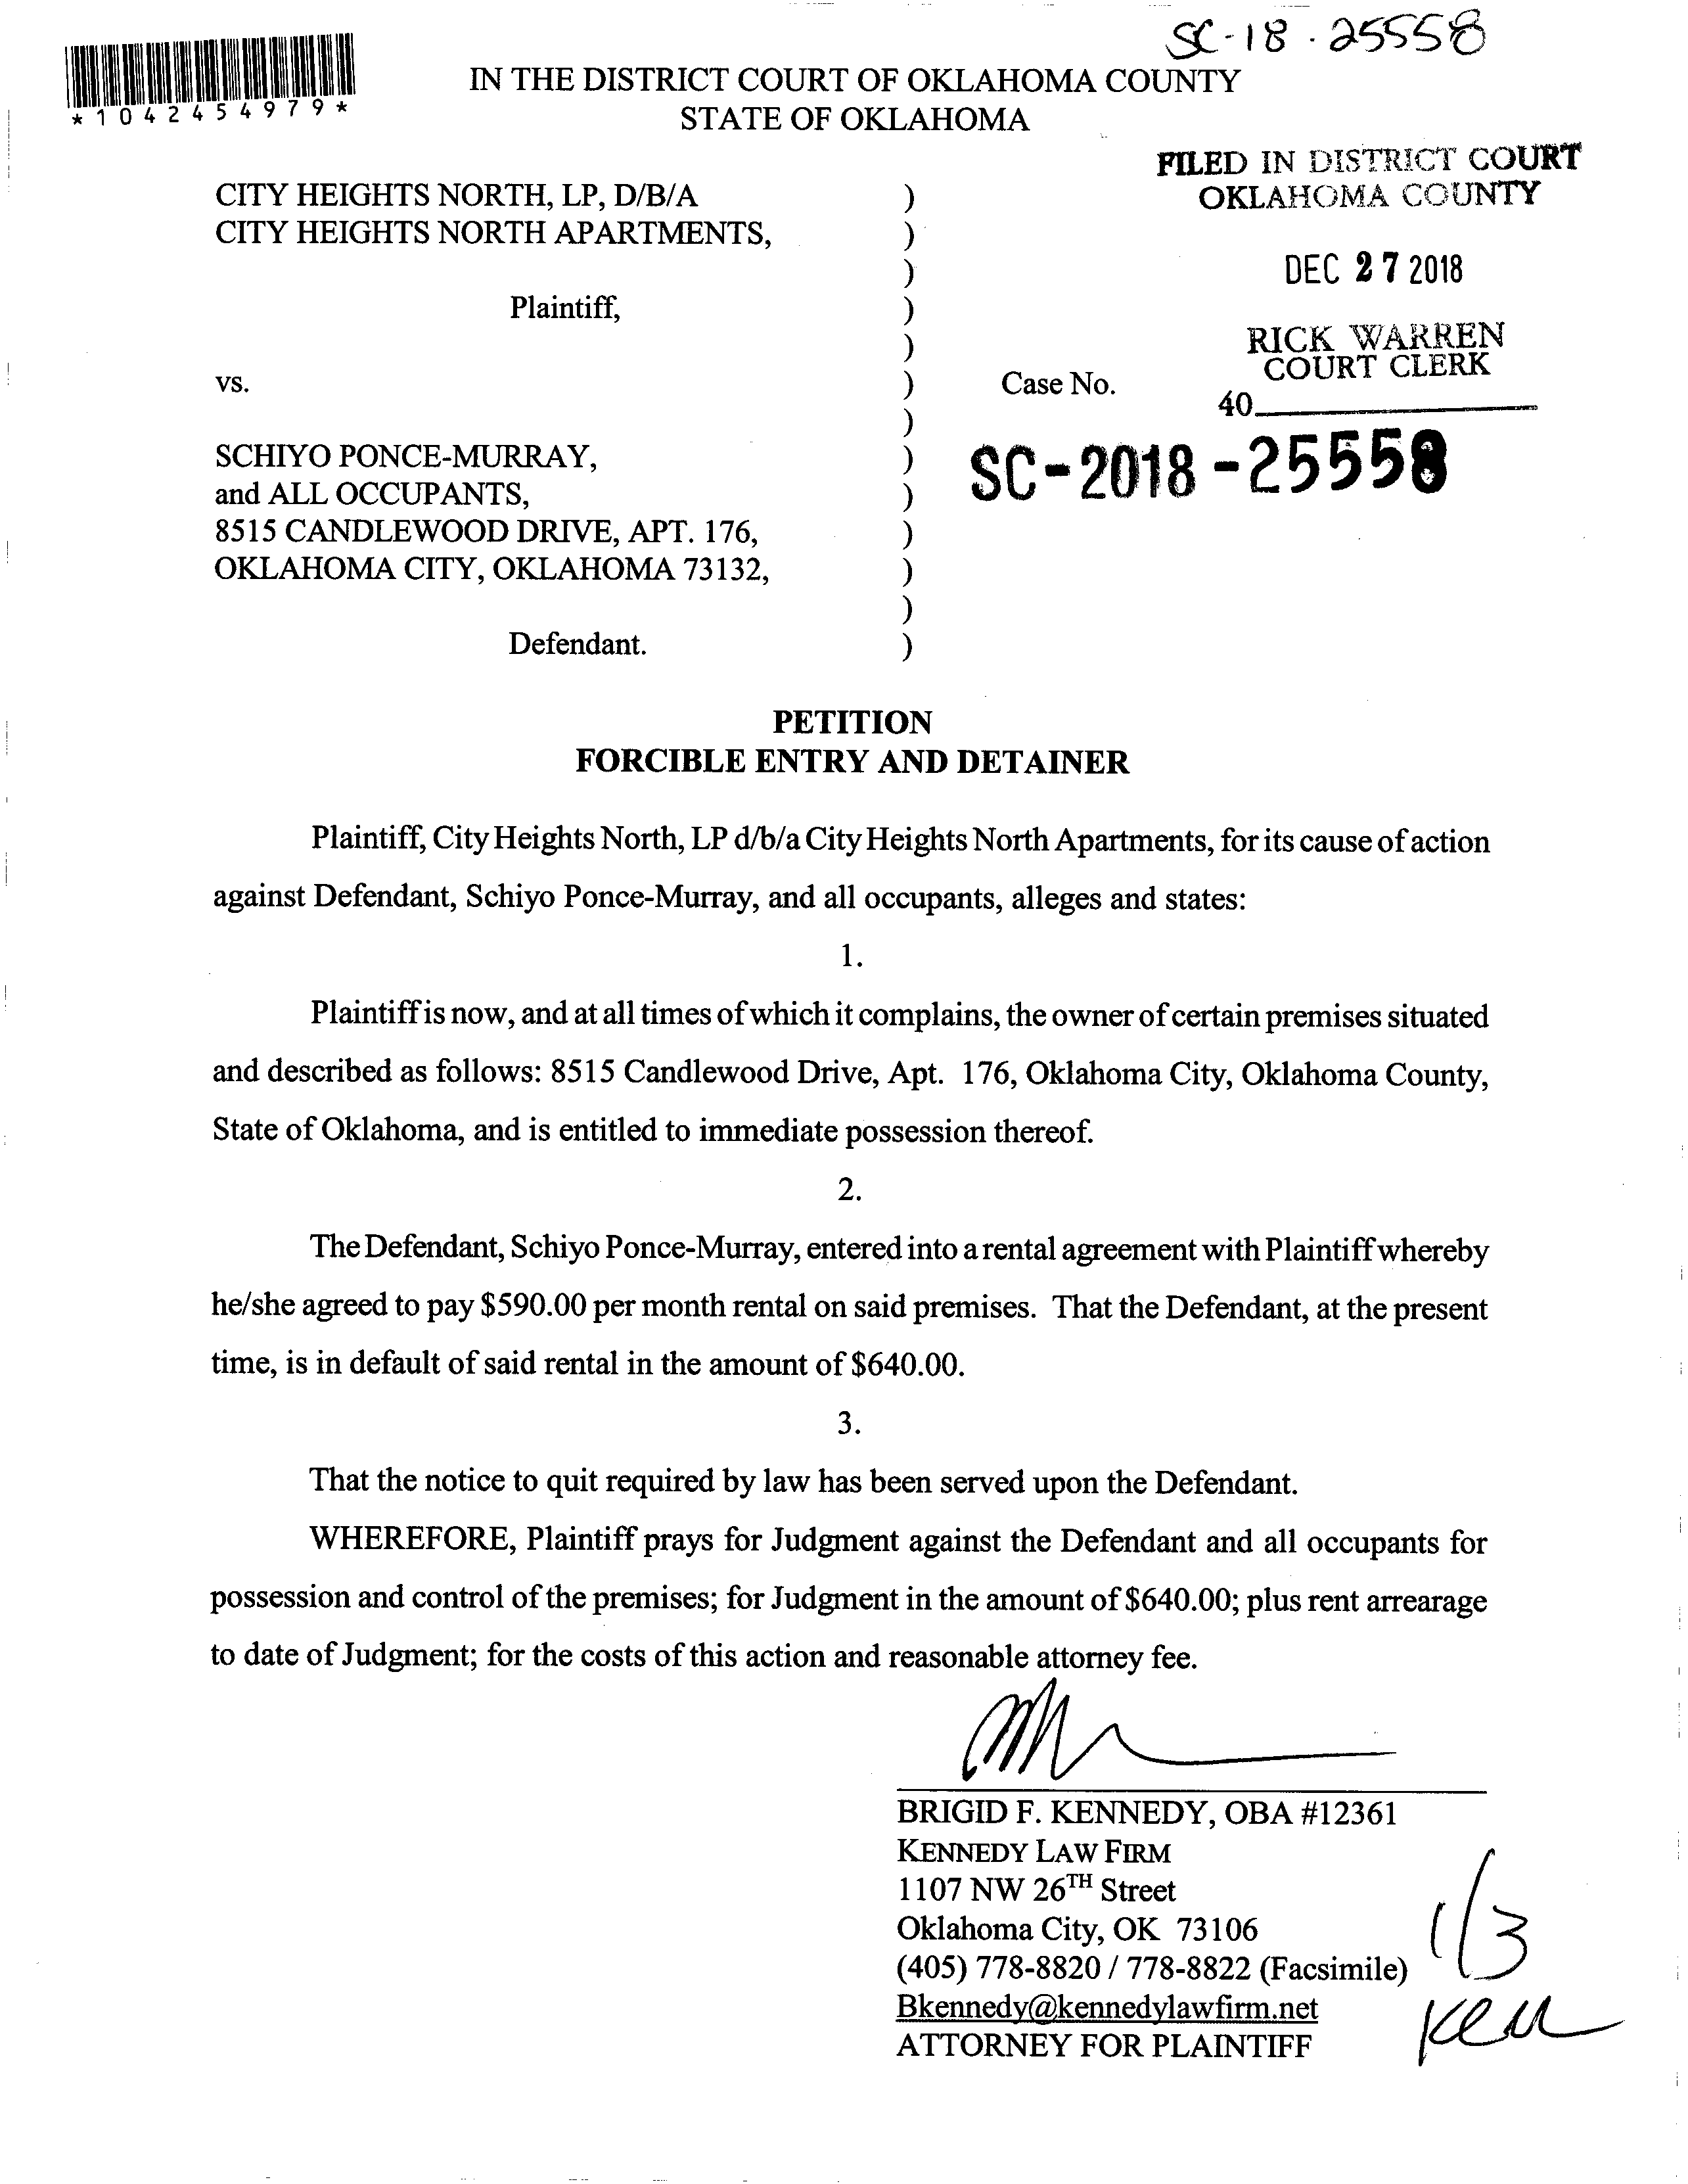 SC-18-25558
*1042454979*
IN THE DISTRICT COURT OF OKLAHOMA COUNTY
STATE OF OKLAHOMA
FILED IN DISTRICT COURT
OKLAHOMA COUNTY
DEC 27 2018
RICK WARREN
COURT CLERK
40
CITY HEIGHTS NORTH, LP, D/B/A )
CITY HEIGHTS NORTH APARTMENTS, )
)
Plaintiff, )
)
vs. ) Case No.
)
SCHIYO PONCE-MURRAY, ) SC-2018-25558
and ALL OCCUPANTS, )
8515 CANDLEWOOD DRIVE, APT. 176, )
OKLAHOMA CITY, OKLAHOMA 73132, )
)
Defendant. )
PETITION
FORCIBLE ENTRY AND DETAINER
Plaintiff, City Heights North, LP d/b/a City Heights North Apartments, for its cause of action
against Defendant, Schiyo Ponce-Murray, and all occupants, alleges and states:
1.
Plaintiff is now, and at all times of which it complains, the owner of certain premises situated
and described as follows: 8515 Candlewood Drive, Apt. 176, Oklahoma City, Oklahoma County,
State of Oklahoma, and is entitled to immediate possession thereof.
2.
The Defendant, Schiyo Ponce-Murray, entered into a rental agreement with Plaintiff whereby
he/she agreed to pay $590.00 per month rental on said premises. That the Defendant, at the present
time, is in default of said rental in the amount of $640.00.
3.
That the notice to quit required by law has been served upon the Defendant.
WHEREFORE, Plaintiff prays for Judgment against the Defendant and all occupants for
possession and control of the premises; for Judgment in the amount of $640.00; plus rent arrearage
to date of Judgment; for the costs of this action and reasonable attorney fee.
BRIGID F. KENNEDY, OBA #12361
KENNEDY LAW FIRM
1107 NW 26TH Street
Oklahoma City, OK 73106
(405) 778-8820 / 778-8822 (Facsimile)
Bkennedy@kennedylawfirm.net
ATTORNEY FOR PLAINTIFF
1/3
Ken